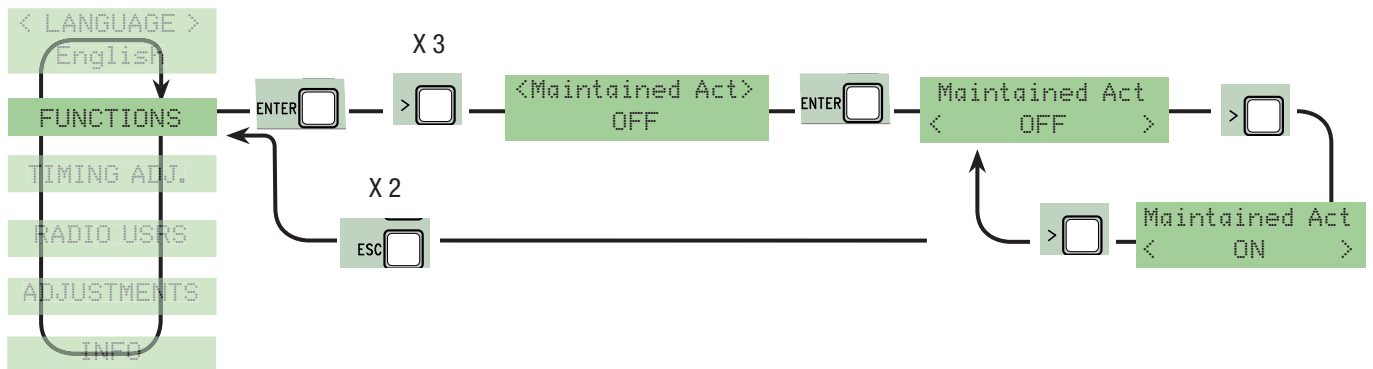 < LANGUAGE >
English
FUNCTIONS
TIMING ADJ.
RADIO USRS
ADJUSTMENTS
INFO
ENTER
X 3
>
<Maintained Act>
OFF
ENTER
Maintained Act
< OFF >
>
Maintained Act
< ON >
>
X 2
ESC